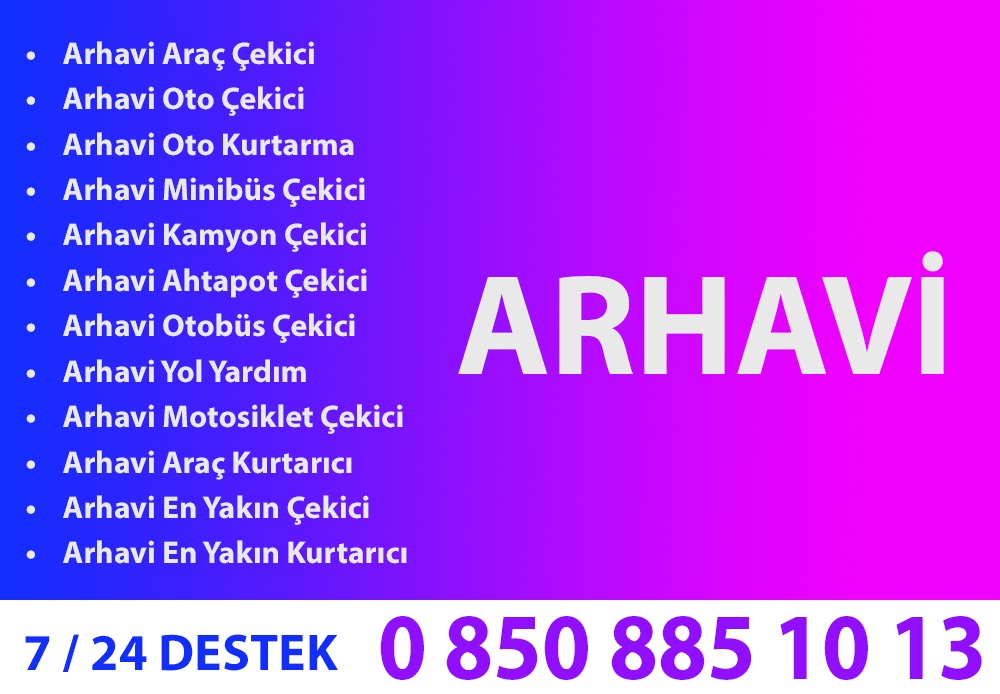 • Arhavi Araç Çekici
• Arhavi Oto Çekici
• Arhavi Oto Kurtarma
• Arhavi Minibüs Çekici
• Arhavi Kamyon Çekici
• Arhavi Ahtapot Çekici
• Arhavi Otobüs Çekici
• Arhavi Yol Yardım
• Arhavi Motosiklet Çekici
• Arhavi Araç Kurtarıcı
• Arhavi En Yakın Çekici
• Arhavi En Yakın Kurtarıcı
ARHAVİ
7 / 24 DESTEK
0 850 885 10 13